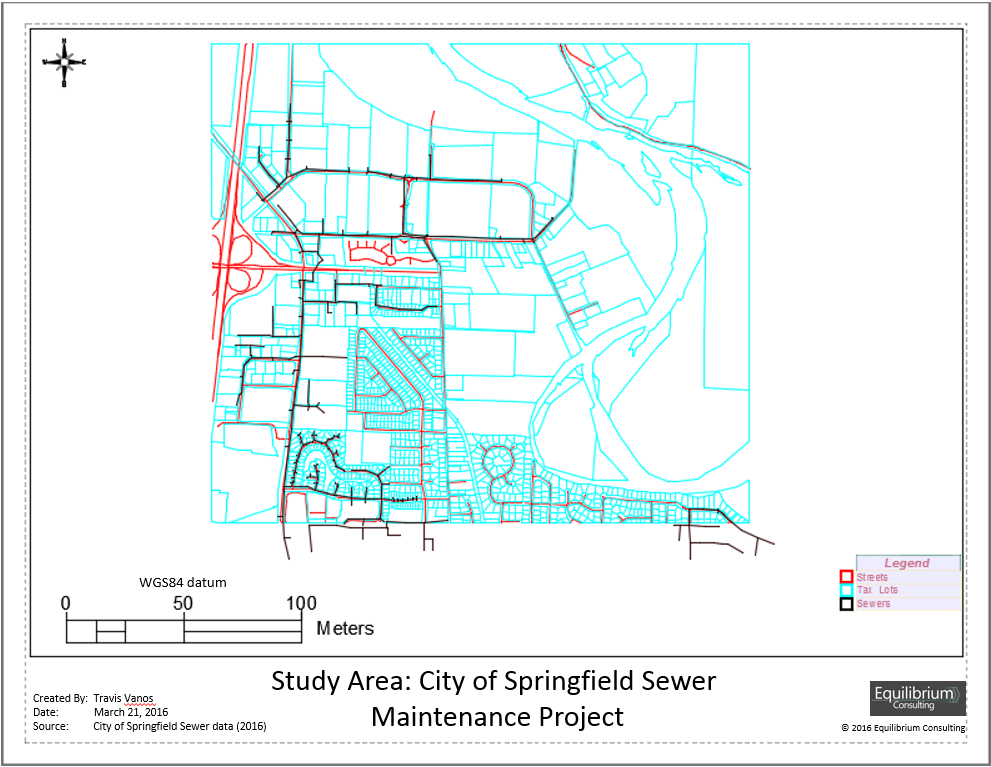 N
W E
S
WGS84 datum
0 50 100
Meters
Legend
Streets
Tax Lots
Sewers
Study Area: City of Springfield Sewer
Maintenance Project
Created By: Travis Vanos
Date: March 21, 2016
Source: City of Springfield Sewer data (2016)
Equilibrium
Consulting
© 2016 Equilibrium Consulting